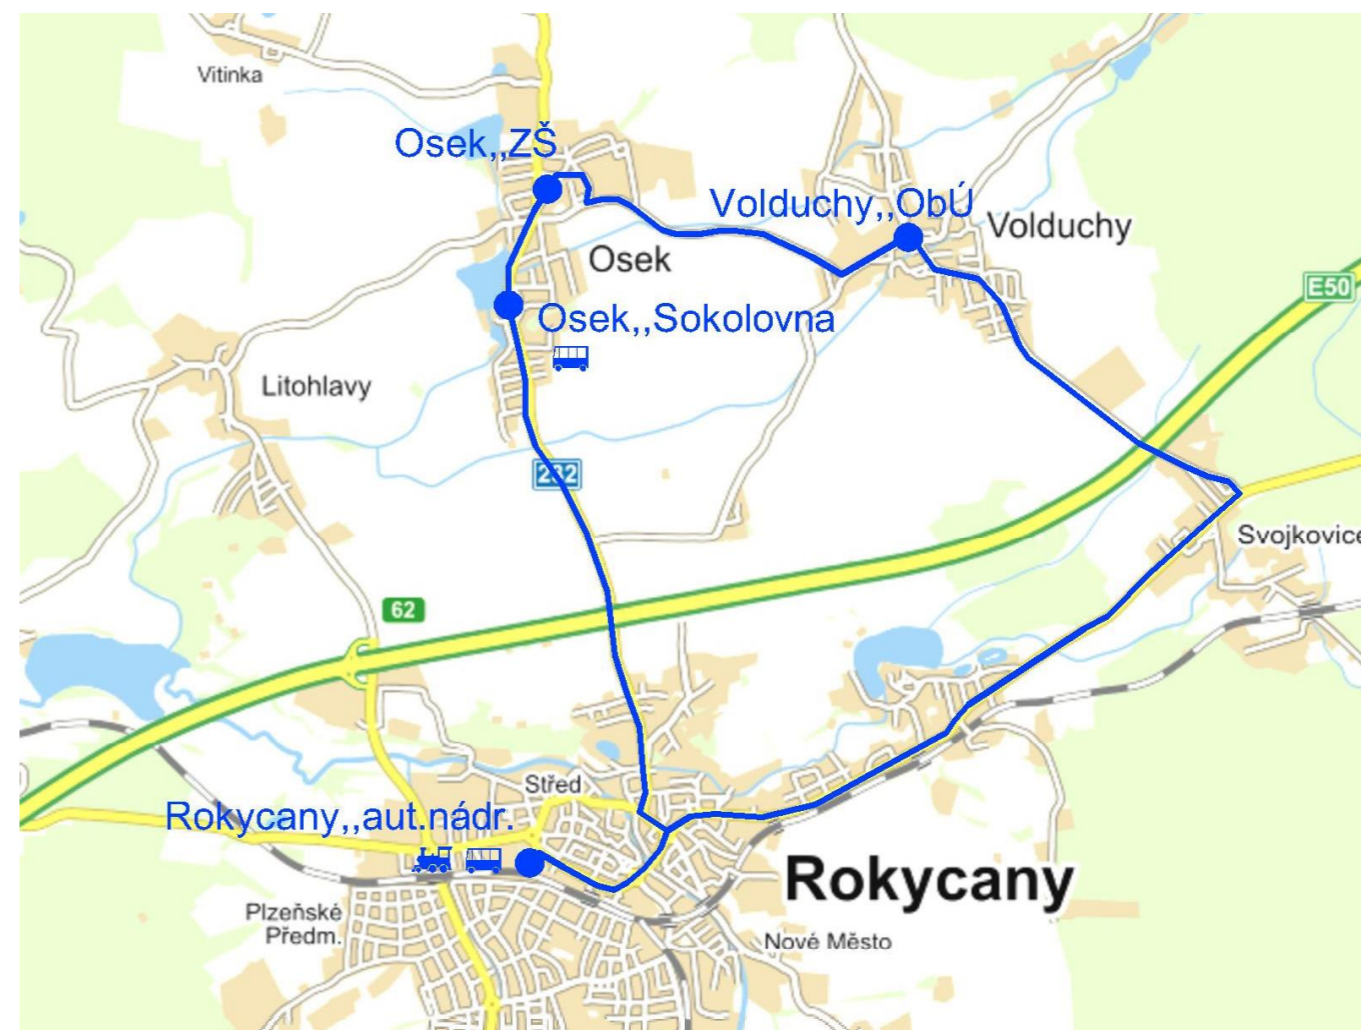 Vitinka
Osek,,ZŠ
Volduchy,,ObÚ
Volduchy
Osek
E50
Osek,,Sokolovna
Litohlavy
232
Svojkovice
62
Střed
Rokycany,,aut.nádr.
Rokycany
Plzeňské
Předm.
Nové Město